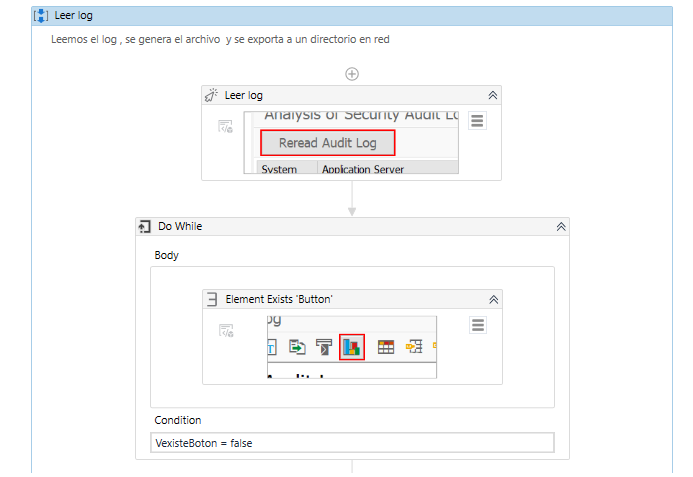 Leer log
Leemos el log , se genera el archivo y se exporta a un directorio en red
Leer log
Analysis of Security Audit Lo
Reread Audit Log
System Application Server
Do While
Body
Element Exists 'Button'
og
Condition
VexisteBoton = false